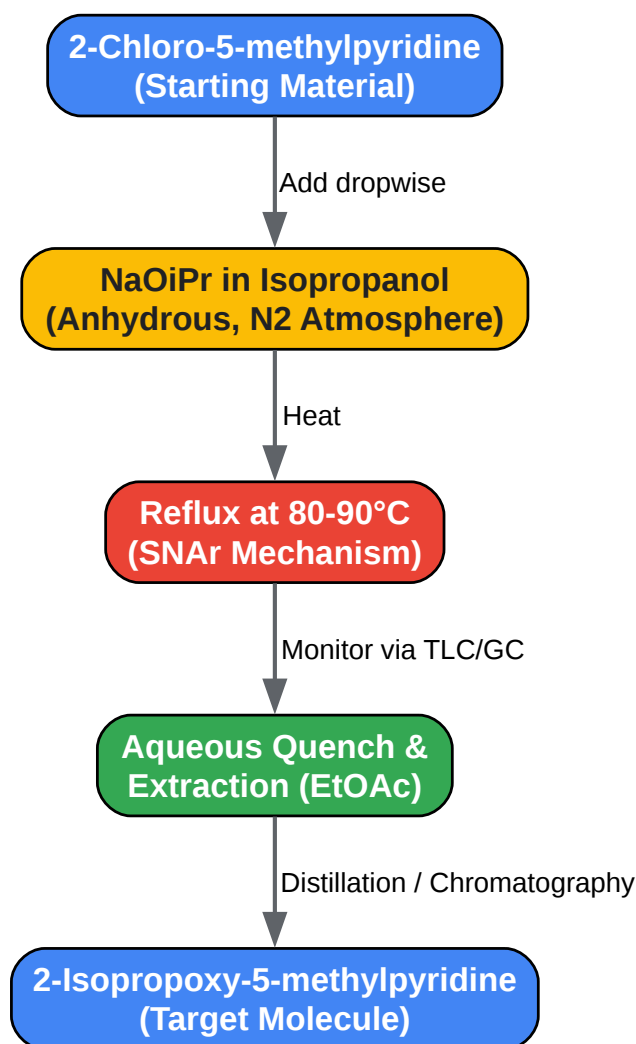 2-Chloro-5-methylpyridine
(Starting Material)
Add dropwise
NaOiPr in Isopropanol
(Anhydrous, N2 Atmosphere)
Heat
Reflux at 80-90°C
(SNAr Mechanism)
Monitor via TLC/GC
Aqueous Quench &
Extraction (EtOAc)
Distillation / Chromatography
2-Isopropoxy-5-methylpyridine
(Target Molecule)